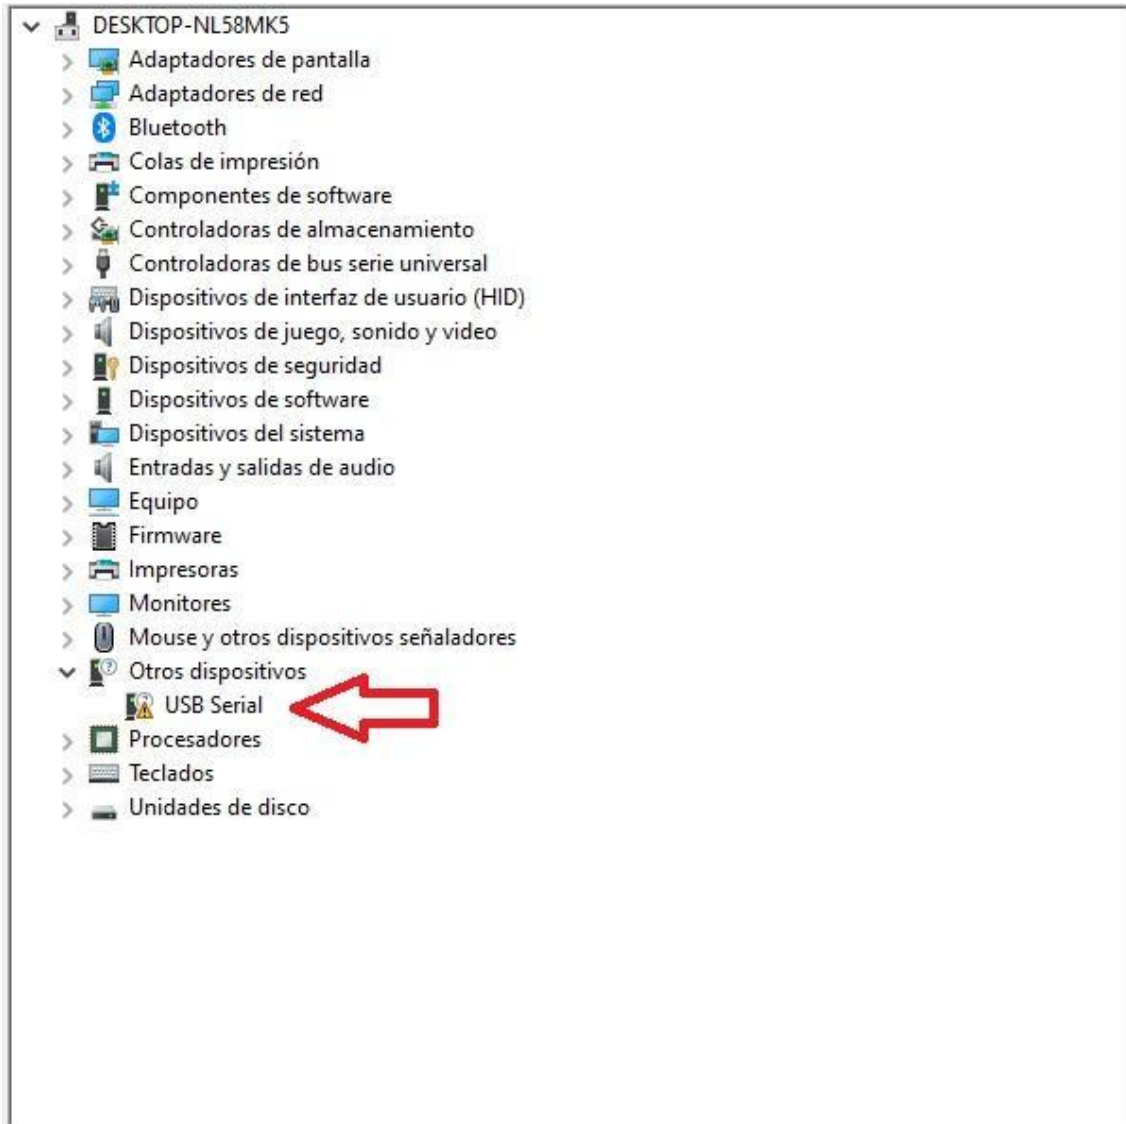 DESKTOP-NL58MK5
Adaptadores de pantalla
Adaptadores de red
Bluetooth
Colas de impresión
Componentes de software
Controladoras de almacenamiento
Controladoras de bus serie universal
Dispositivos de interfaz de usuario (HID)
Dispositivos de juego, sonido y video
Dispositivos de seguridad
Dispositivos de software
Dispositivos del sistema
Entradas y salidas de audio
Equipo
Firmware
Impresoras
Monitores
Mouse y otros dispositivos señaladores
Otros dispositivos
USB Serial
Procesadores
Teclados
Unidades de disco